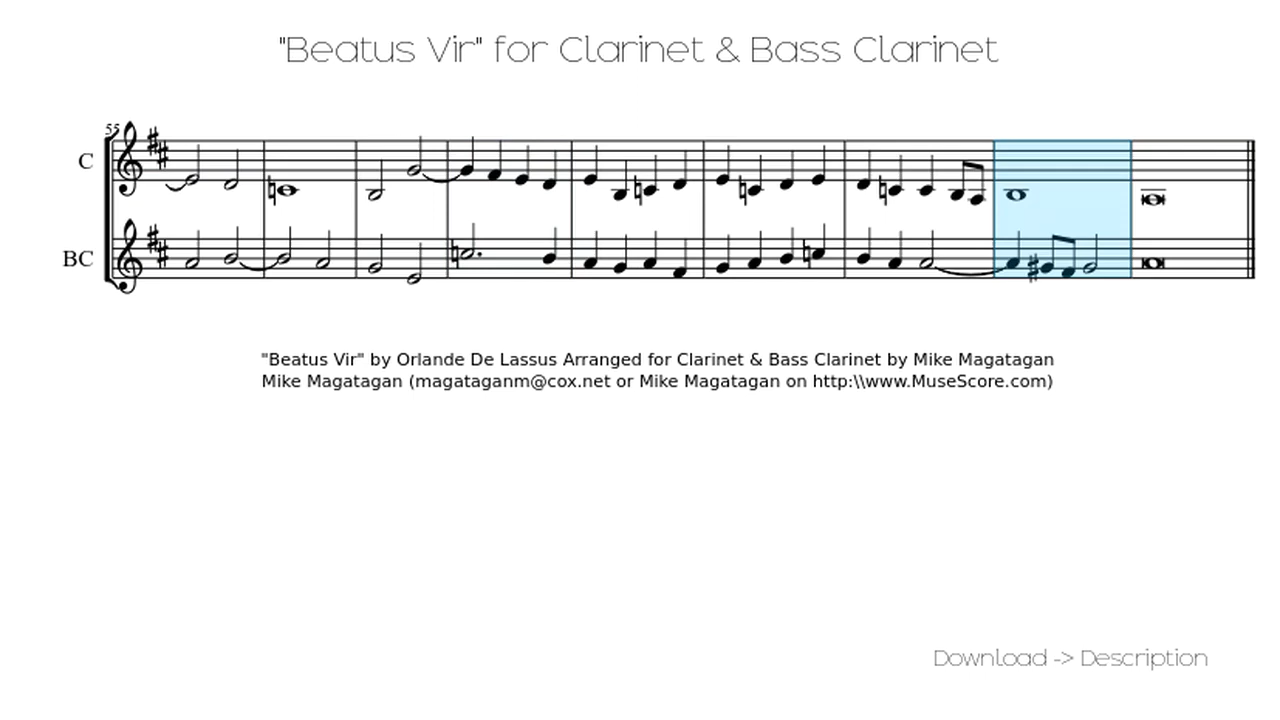 "Beatus Vir" for Clarinet & Bass Clarinet
55
C
BC
"Beatus Vir" by Orlande De Lassus Arranged for Clarinet & Bass Clarinet by Mike Magatagan
Mike Magatagan (magataganm@cox.net or Mike Magatagan on http:\\www.MuseScore.com)
Download -> Description